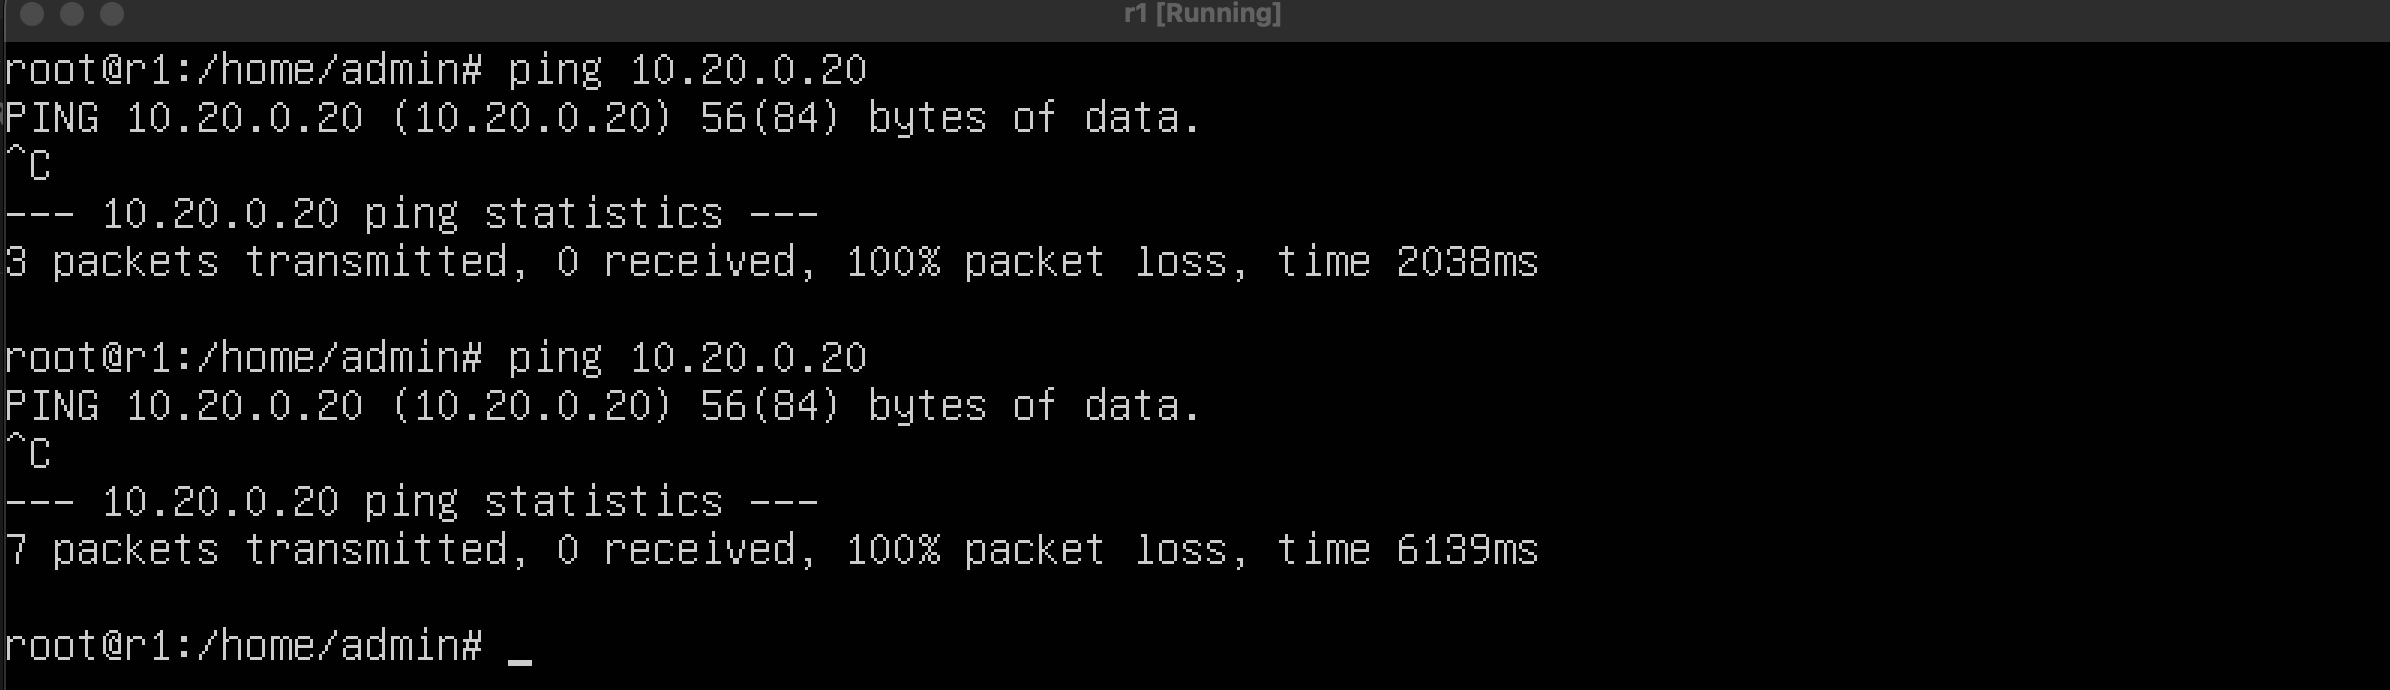 r1 [Running]
root@r1:/home/admin# ping 10.20.0.20
PING 10.20.0.20 (10.20.0.20) 56(84) bytes of data.
^C
--- 10.20.0.20 ping statistics ---
3 packets transmitted, 0 received, 100% packet loss, time 2038ms
root@r1:/home/admin# ping 10.20.0.20
PING 10.20.0.20 (10.20.0.20) 56(84) bytes of data.
^C
--- 10.20.0.20 ping statistics ---
7 packets transmitted, 0 received, 100% packet loss, time 6139ms
root@r1:/home/admin# _